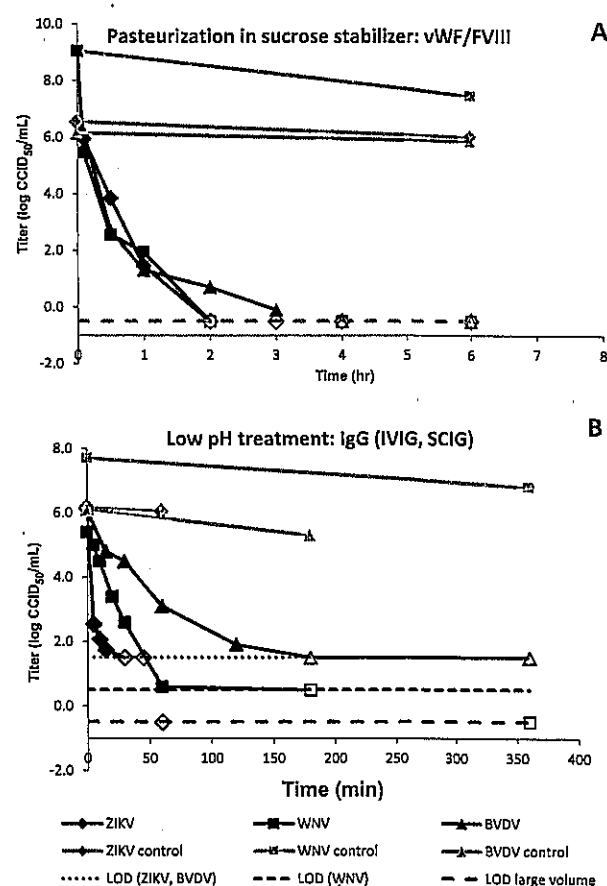 A
Pasteurization in sucrose stabilizer: vWF/FVIII
Titer (log CCID50/mL)
10.0
8.0
6.0
4.0
2.0
0.0
-2.0
0 1 2 3 4 5 6 7 8
Time (hr)
B
Low pH treatment: IgG (IVIG, SCIG)
Titer (log CCID50/mL)
8.0
6.0
4.0
2.0
0.0
-2.0
0 50 100 150 200 250 300 350 400
Time (min)
ZIKV WNV BVDV
ZIKV control WNV control BVDV control
LOD (ZIKV, BVDV) LOD (WNV) LOD large volume